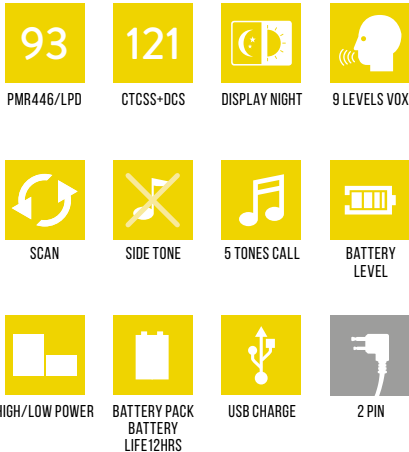 93 121
PMR446/LPD CTCSS+DCS DISPLAY NIGHT 9 LEVELS VOX
SCAN SIDE TONE 5 TONES CALL BATTERY
LEVEL
HIGH/LOW POWER BATTERY PACK USB CHARGE 2 PIN
BATTERY
LIFE12HRS